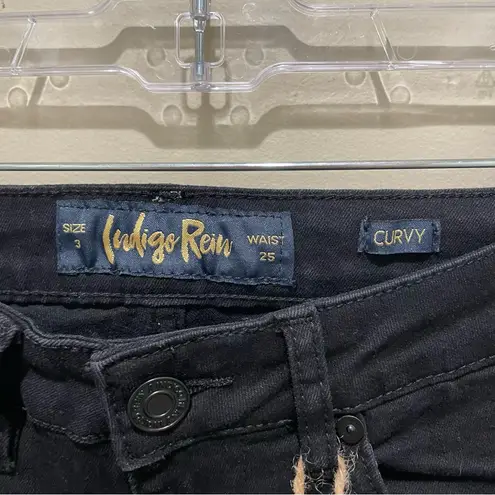 SIZE
3
Indigo Rein
WAIST
25
CURVY